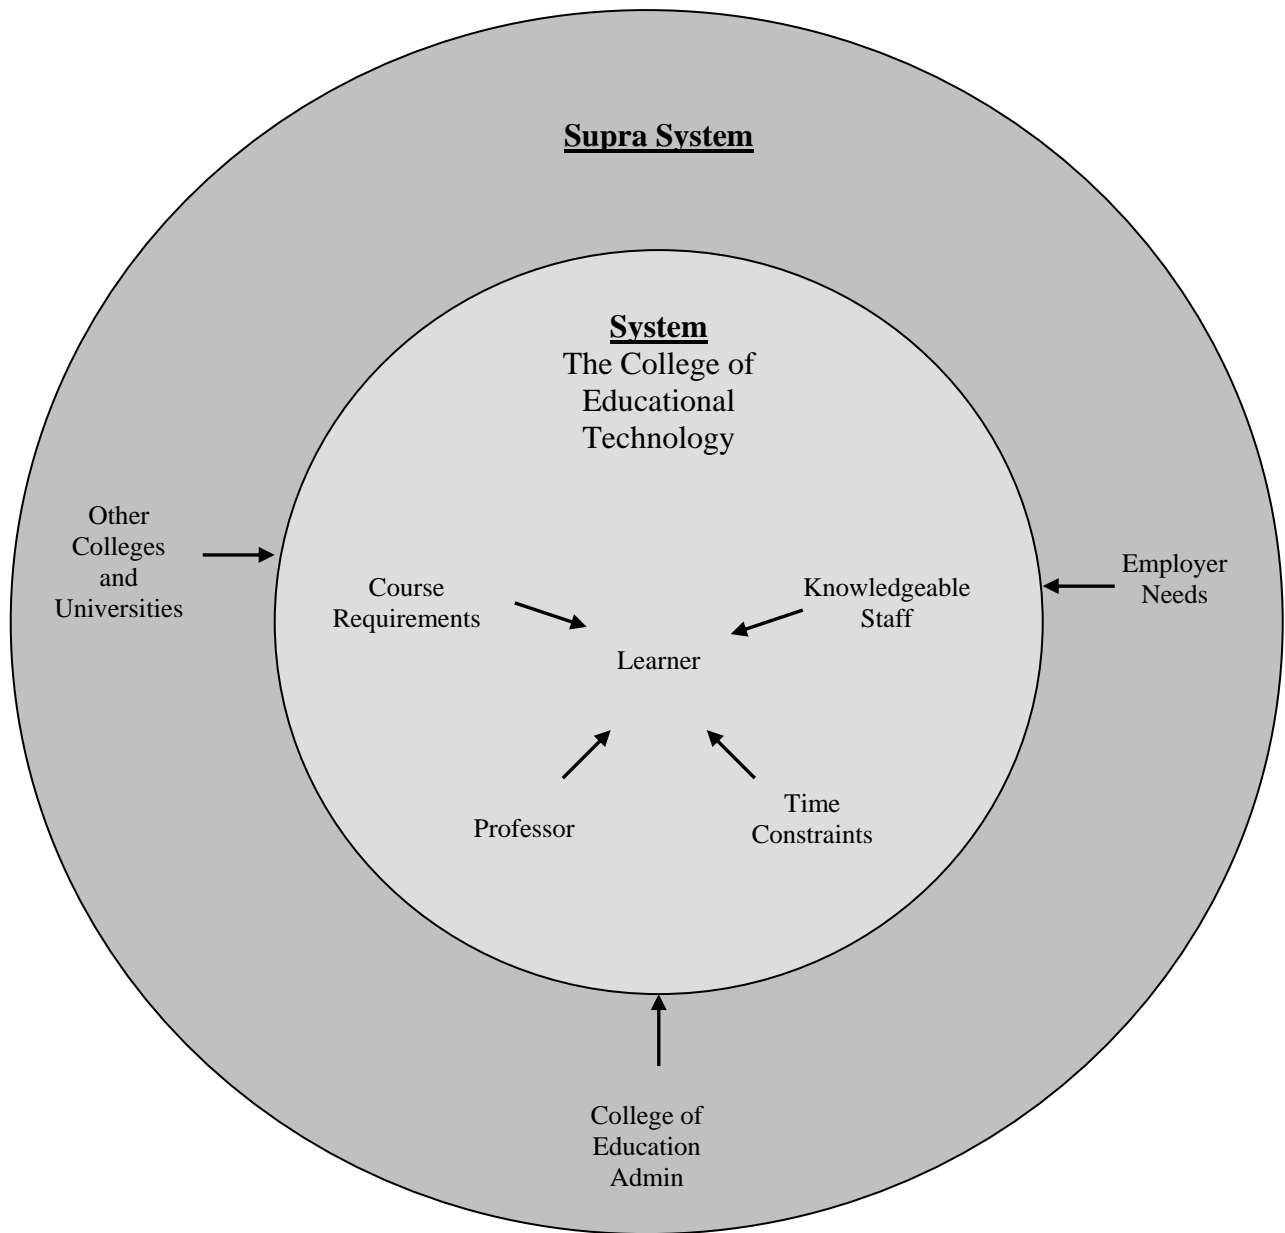 Supra System
System
The College of
Educational
Technology
Other
Colleges
and
Universities
Employer
Needs
Course
Requirements
Knowledgeable
Staff
Learner
Professor
Time
Constraints
College of
Education
Admin